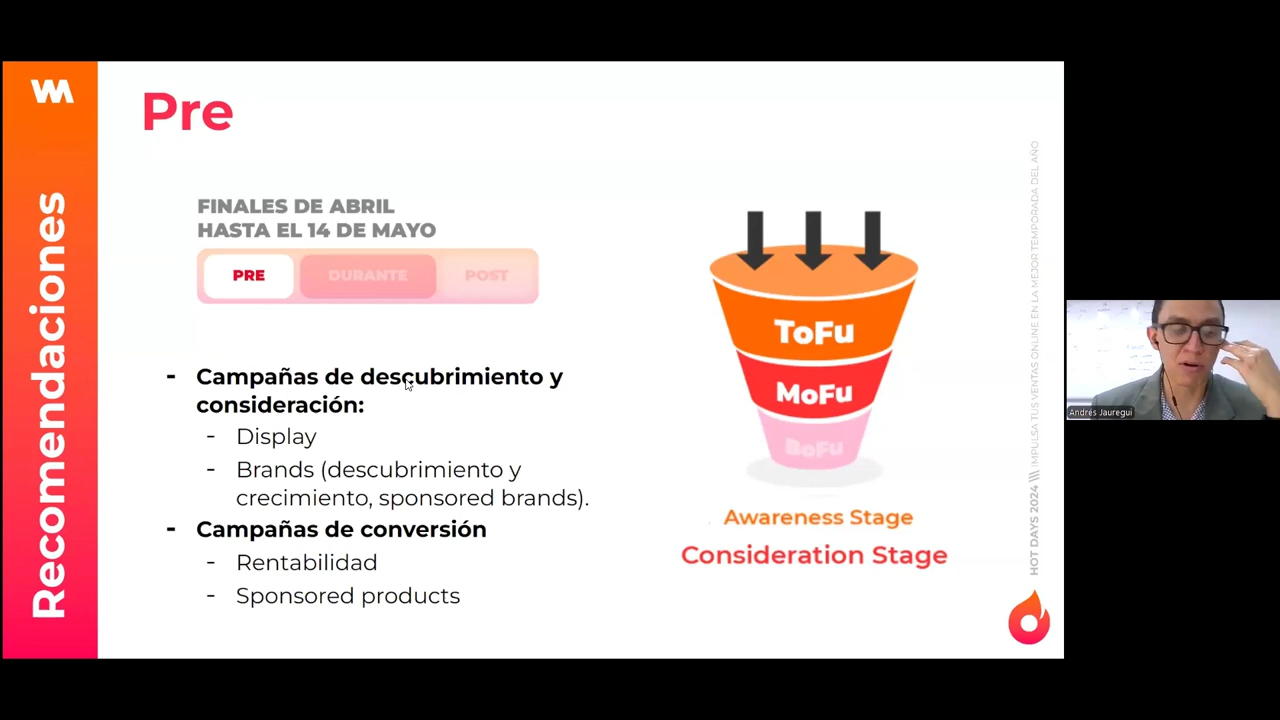 Recomendaciones
Pre
FINALES DE ABRIL
HASTA EL 14 DE MAYO
PRE
DURANTE
POST
- Campañas de descubrimiento y
consideración:
- Display
- Brands (descubrimiento y
crecimiento, sponsored brands).
- Campañas de conversión
- Rentabilidad
- Sponsored products
ToFu
MoFu
BoFu
Awareness Stage
Consideration Stage
HOT DAYS 2024 \\\ IMPULSA TUS VENTAS ONLINE EN LA MEJOR TEMPORADA DEL AÑO
Andrés Jauregui